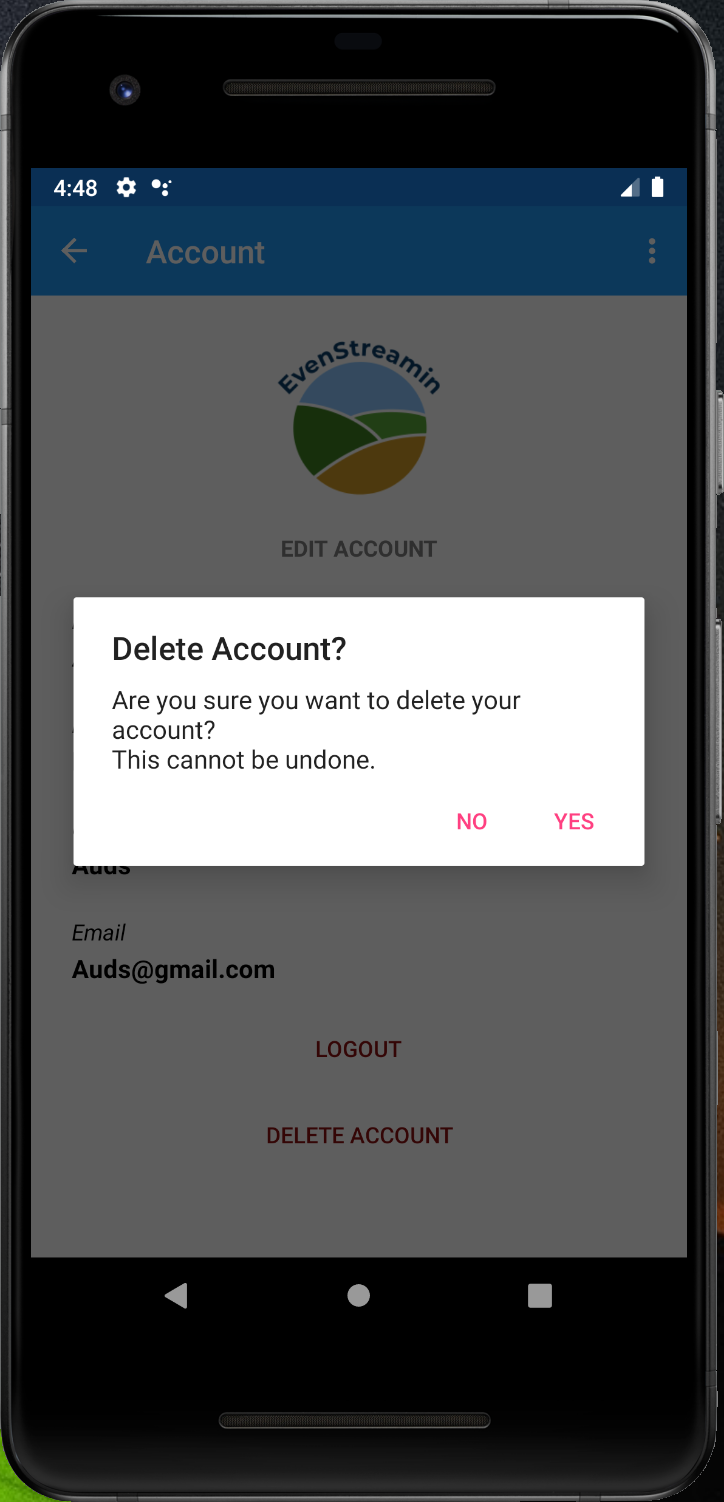 4:48
Account
EvenStreamin
EDIT ACCOUNT
Delete Account?
Are you sure you want to delete your
account?
This cannot be undone.
NO YES
Auds
Email
Auds@gmail.com
LOGOUT
DELETE ACCOUNT